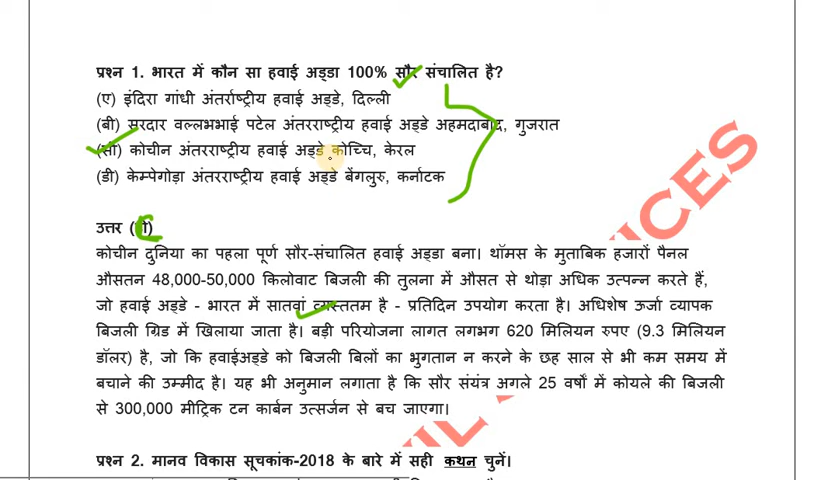 प्रश्न 1. भारत में कौन सा हवाई अड्डा 100% सौर संचालित है?
(ए) इंदिरा गांधी अंतर्राष्ट्रीय हवाई अड्डे, दिल्ली
(बी) सरदार वल्लभभाई पटेल अंतरराष्ट्रीय हवाई अड्डे अहमदाबाद, गुजरात
(सी) कोचीन अंतरराष्ट्रीय हवाई अड्डे कोच्चि, केरल
(डी) केम्पेगोड़ा अंतरराष्ट्रीय हवाई अड्डे बेंगलुरु, कर्नाटक
उत्तर (सी)
कोचीन दुनिया का पहला पूर्ण सौर-संचालित हवाई अड्डा बना। थॉमस के मुताबिक हजारों पैनल
औसतन 48,000-50,000 किलोवाट बिजली की तुलना में औसत से थोड़ा अधिक उत्पन्न करते हैं,
जो हवाई अड्डे - भारत में सातवां व्यस्ततम है - प्रतिदिन उपयोग करता है। अधिशेष ऊर्जा व्यापक
बिजली ग्रिड में खिलाया जाता है। बड़ी परियोजना लागत लगभग 620 मिलियन रुपए (9.3 मिलियन
डॉलर) है, जो कि हवाईअड्डे को बिजली बिलों का भुगतान न करने के छह साल से भी कम समय में
बचाने की उम्मीद है। यह भी अनुमान लगाता है कि सौर संयंत्र अगले 25 वर्षों में कोयले की बिजली
से 300,000 मीट्रिक टन कार्बन उत्सर्जन से बच जाएगा।
प्रश्न 2. मानव विकास सूचकांक-2018 के बारे में सही कथन चुनें।